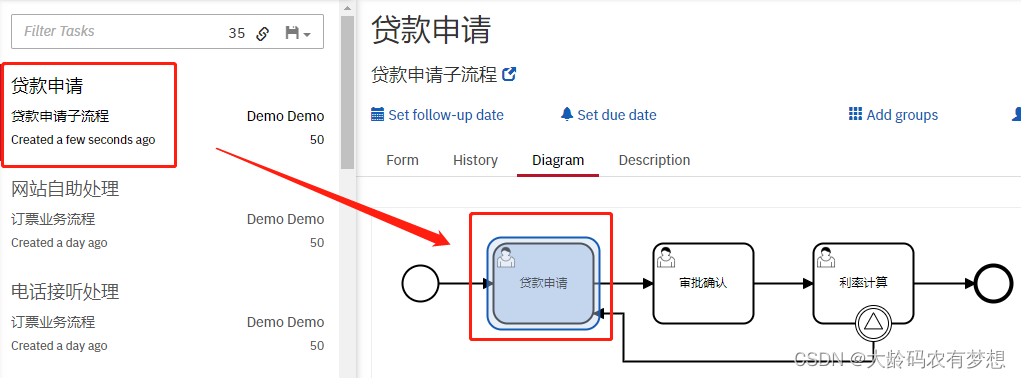 Filter Tasks 35
贷款申请
贷款申请子流程 Demo Demo
Created a few seconds ago 50
网站自助处理
订票业务流程 Demo Demo
Created a day ago 50
电话接听处理
订票业务流程 Demo Demo
Created a day ago 50
贷款申请
贷款申请子流程
Set follow-up date Set due date Add groups
Form History Diagram Description
贷款申请 审批确认 利率计算
CSDN @大龄码农有梦想